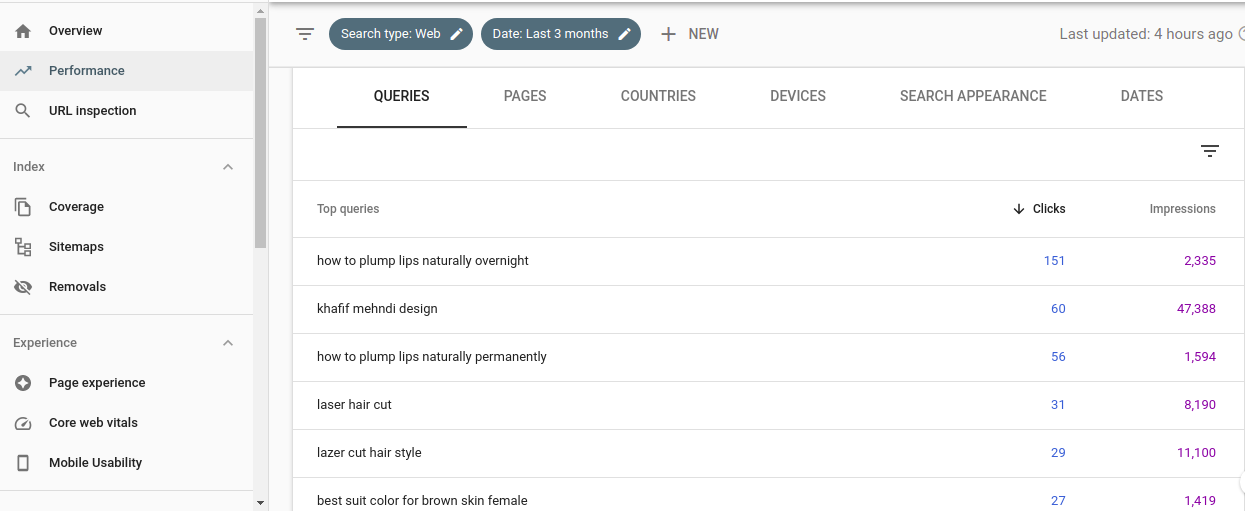 Overview
Performance
URL inspection
Index
Coverage
Sitemaps
Removals
Experience
Page experience
Core web vitals
Mobile Usability
Search type: Web
Date: Last 3 months
NEW
Last updated: 4 hours ago
QUERIES PAGES COUNTRIES DEVICES SEARCH APPEARANCE DATES
Top queries Clicks Impressions
how to plump lips naturally overnight 151 2,335
khafif mehndi design 60 47,388
how to plump lips naturally permanently 56 1,594
laser hair cut 31 8,190
lazer cut hair style 29 11,100
best suit color for brown skin female 27 1,419